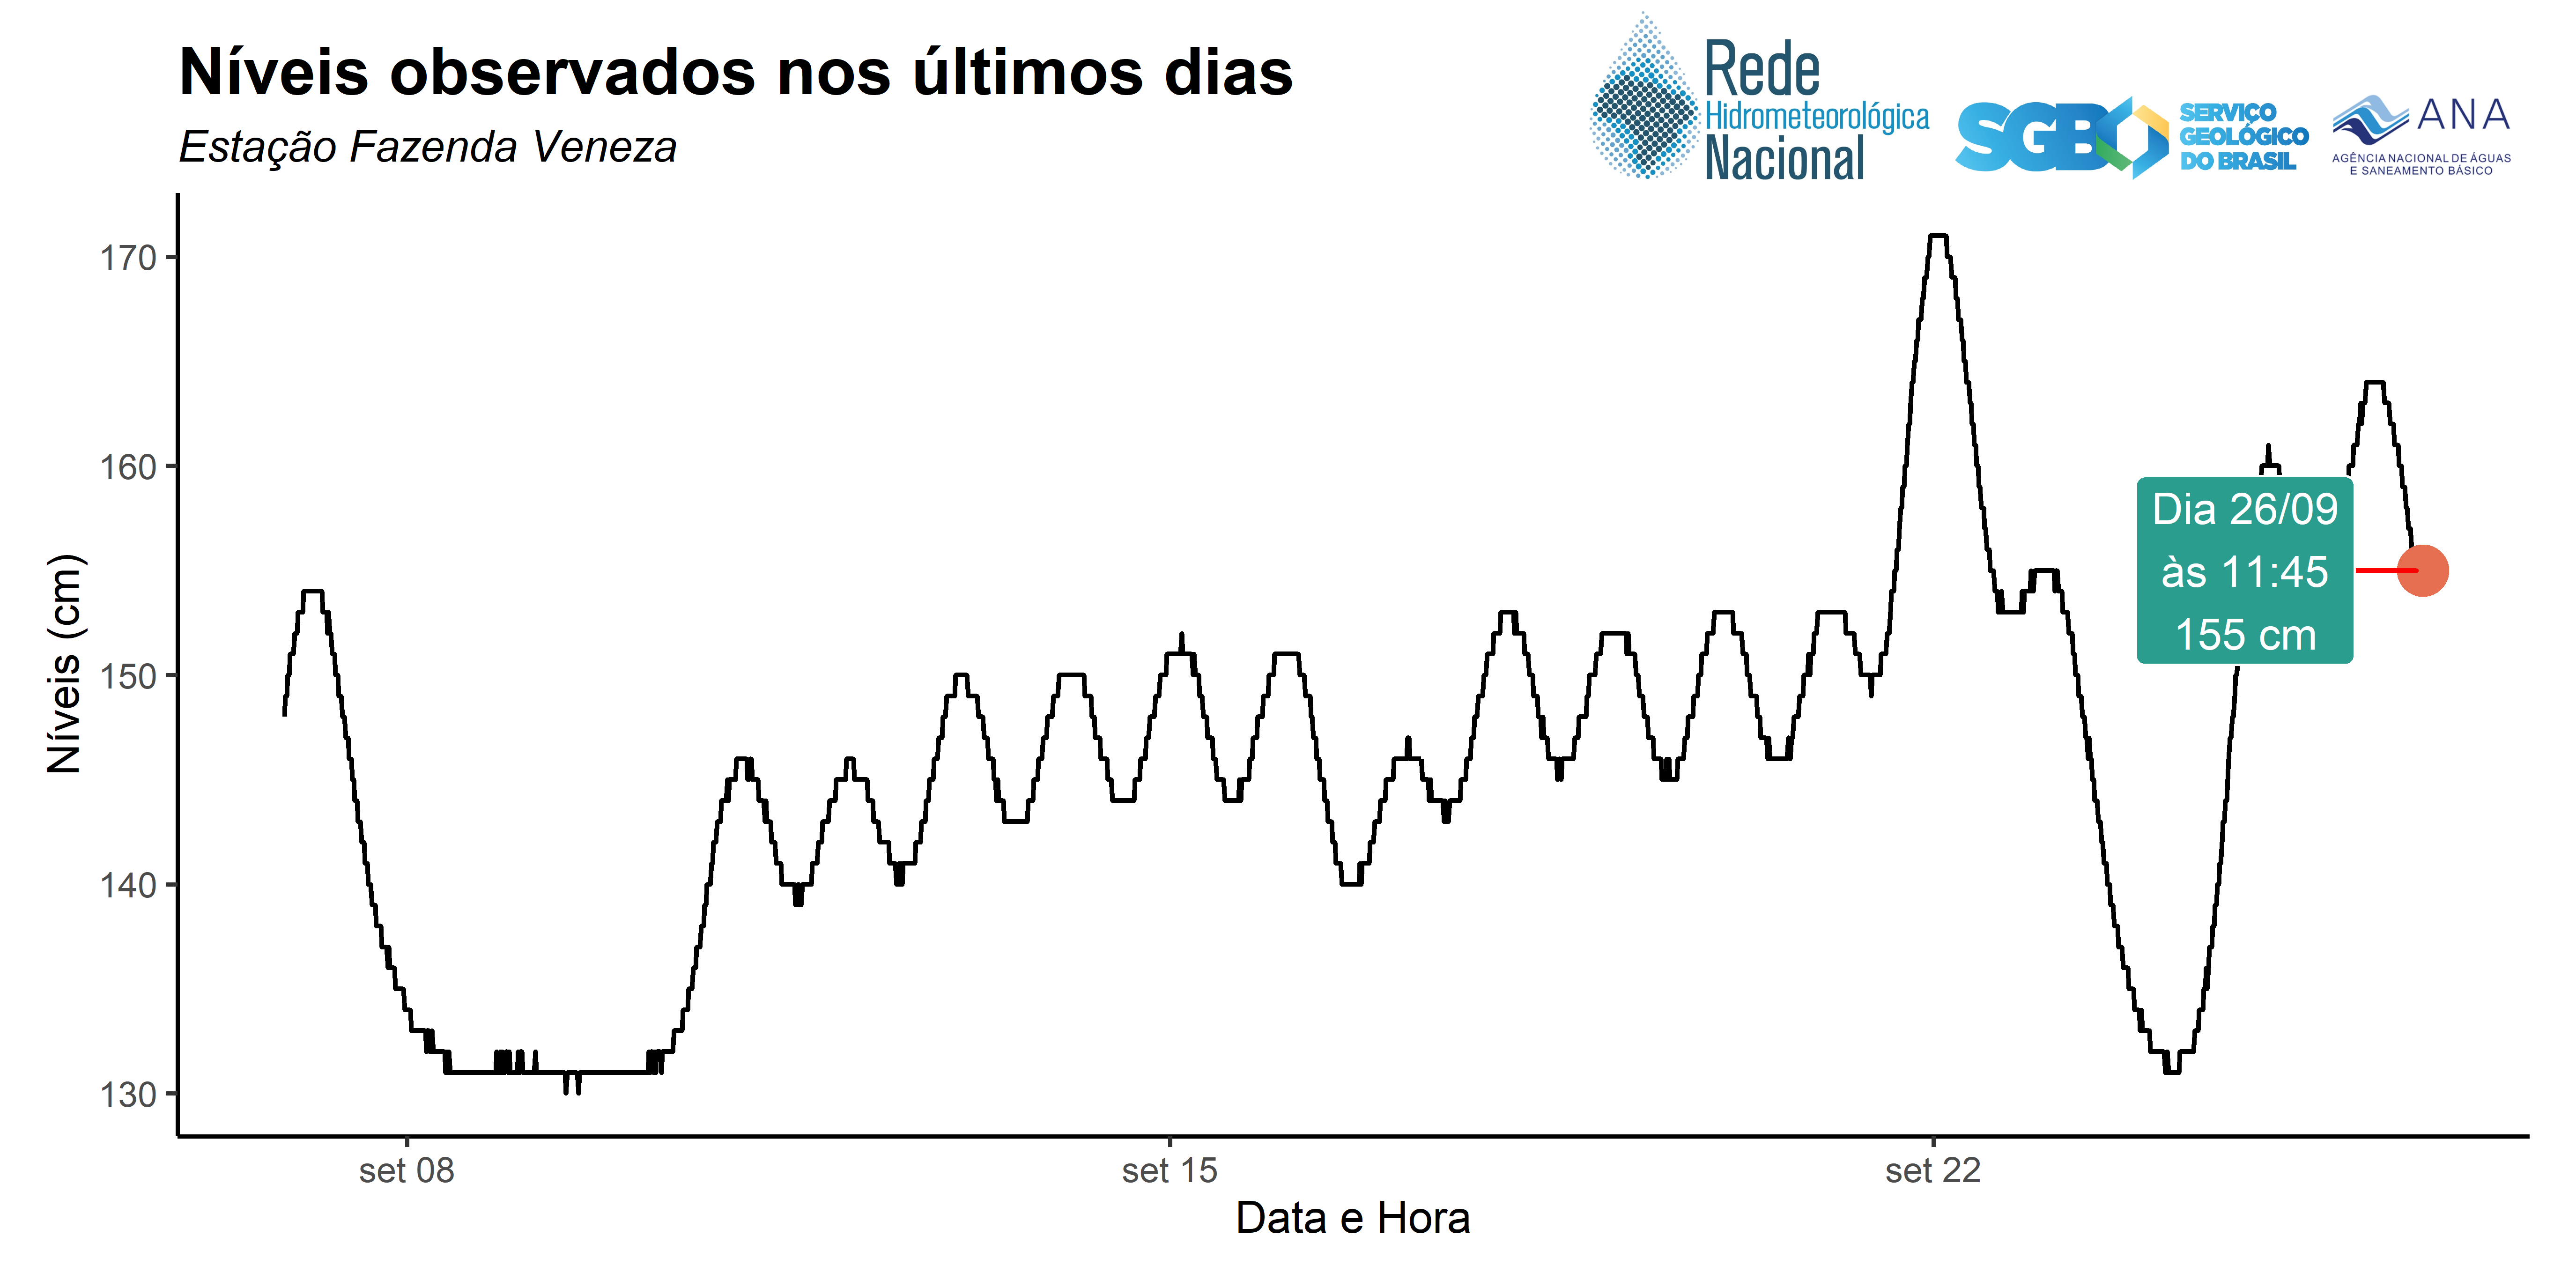 Níveis observados nos últimos dias
Estação Fazenda Veneza
Rede
Hidrometeorológica
Nacional
SGB
SERVIÇO
GEOLÓGICO
DO BRASIL
ANA
AGÊNCIA NACIONAL DE ÁGUAS
E SANEAMENTO BÁSICO
Níveis (cm)
170
160
150
140
130
Dia 26/09
às 11:45
155 cm
set 08
set 15
set 22
Data e Hora